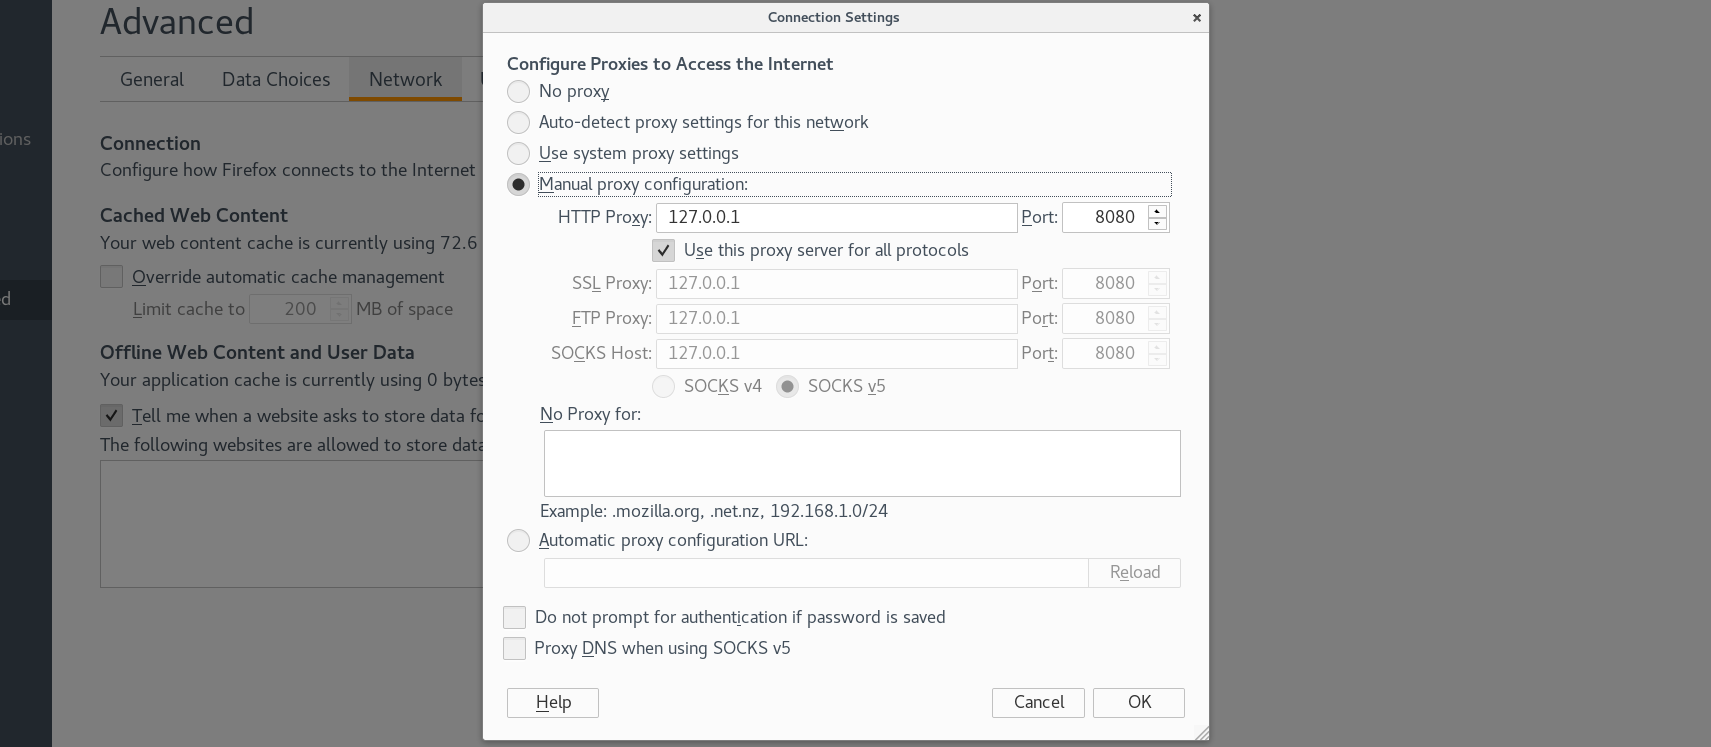 Advanced
General Data Choices Network
ions
ed
Connection
Configure how Firefox connects to the Internet
Cached Web Content
Your web content cache is currently using 72.6
Override automatic cache management
Limit cache to 200 MB of space
Offline Web Content and User Data
Your application cache is currently using 0 bytes
Tell me when a website asks to store data fo
The following websites are allowed to store data
Connection Settings
Configure Proxies to Access the Internet
No proxy
Auto-detect proxy settings for this network
Use system proxy settings
Manual proxy configuration:
HTTP Proxy: 127.0.0.1 Port: 8080
Use this proxy server for all protocols
SSL Proxy: 127.0.0.1 Port: 8080
FTP Proxy: 127.0.0.1 Port: 8080
SOCKS Host: 127.0.0.1 Port: 8080
SOCKS v4 SOCKS v5
No Proxy for:
Example: .mozilla.org, .net.nz, 192.168.1.0/24
Automatic proxy configuration URL:
Reload
Do not prompt for authentication if password is saved
Proxy DNS when using SOCKS v5
Help Cancel OK